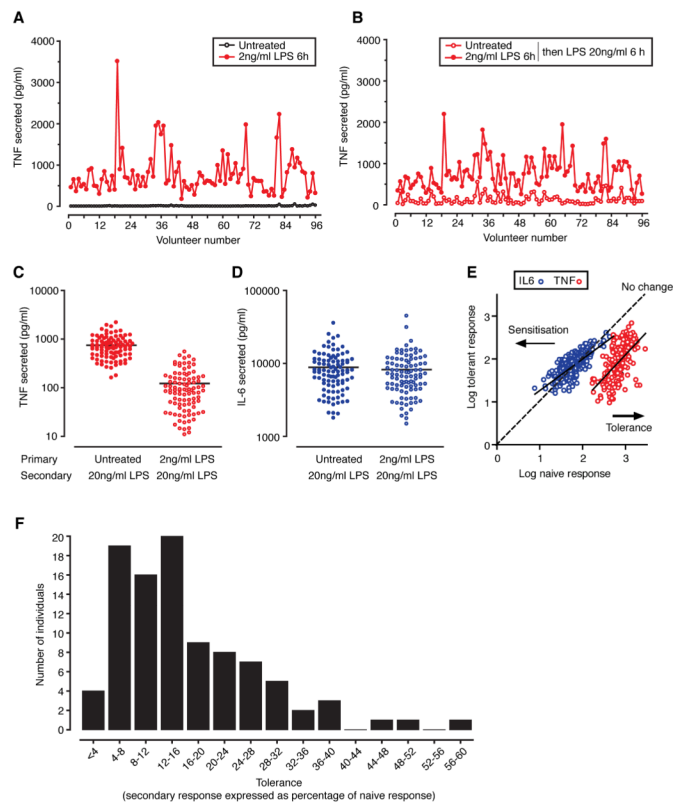 A
Untreated
2ng/ml LPS 6h
TNF secreted (pg/ml)
4000
3000
2000
1000
0
0 12 24 36 48 60 72 84 96
Volunteer number
B
Untreated
2ng/ml LPS 6h
then LPS 20ng/ml 6 h
TNF secreted (pg/ml)
4000
3000
2000
1000
0
0 12 24 36 48 60 72 84 96
Volunteer number
C
TNF secreted (pg/ml)
10000
1000
100
10
Primary
Secondary
Untreated 2ng/ml LPS
20ng/ml LPS 20ng/ml LPS
D
IL-6 secreted (pg/ml)
100000
10000
1000
Untreated 2ng/ml LPS
20ng/ml LPS 20ng/ml LPS
E
IL6 TNF
No change
Sensitisation
Tolerance
Log tolerant response
3
2
1
0
0 1 2 3
Log naive response
F
Number of individuals
20
18
16
14
12
10
8
6
4
2
0
<4 4-8 8-12 12-16 16-20 20-24 24-28 28-32 32-36 36-40 40-44 44-48 48-52 52-56 56-60
Tolerance
(secondary response expressed as percentage of naive response)